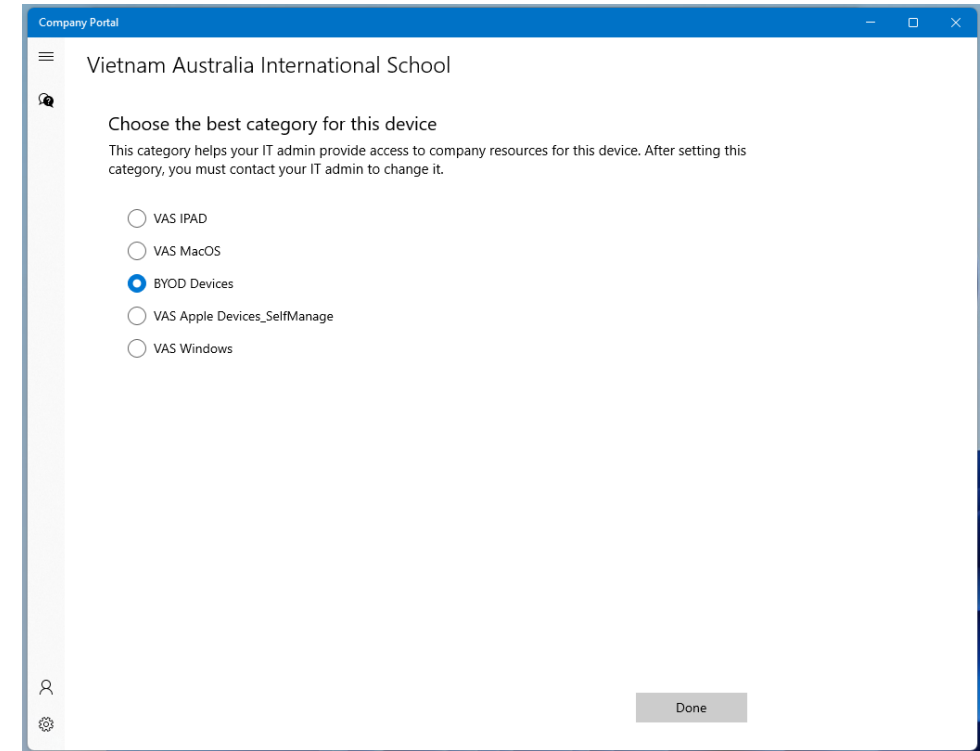 Company Portal
Vietnam Australia International School
Choose the best category for this device
This category helps your IT admin provide access to company resources for this device. After setting this
category, you must contact your IT admin to change it.
VAS IPAD
VAS MacOS
BYOD Devices
VAS Apple Devices_SelfManage
VAS Windows
Done